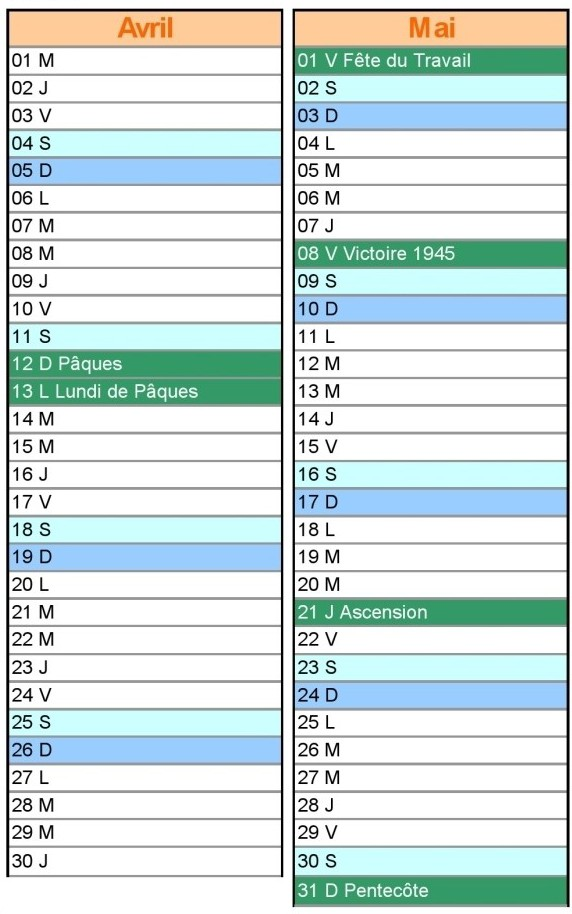 Avril
01 M
02 J
03 V
04 S
05 D
06 L
07 M
08 M
09 J
10 V
11 S
12 D Pâques
13 L Lundi de Pâques
14 M
15 M
16 J
17 V
18 S
19 D
20 L
21 M
22 M
23 J
24 V
25 S
26 D
27 L
28 M
29 M
30 J
Mai
01 V Fête du Travail
02 S
03 D
04 L
05 M
06 M
07 J
08 V Victoire 1945
09 S
10 D
11 L
12 M
13 M
14 J
15 V
16 S
17 D
18 L
19 M
20 M
21 J Ascension
22 V
23 S
24 D
25 L
26 M
27 M
28 J
29 V
30 S
31 D Pentecôte